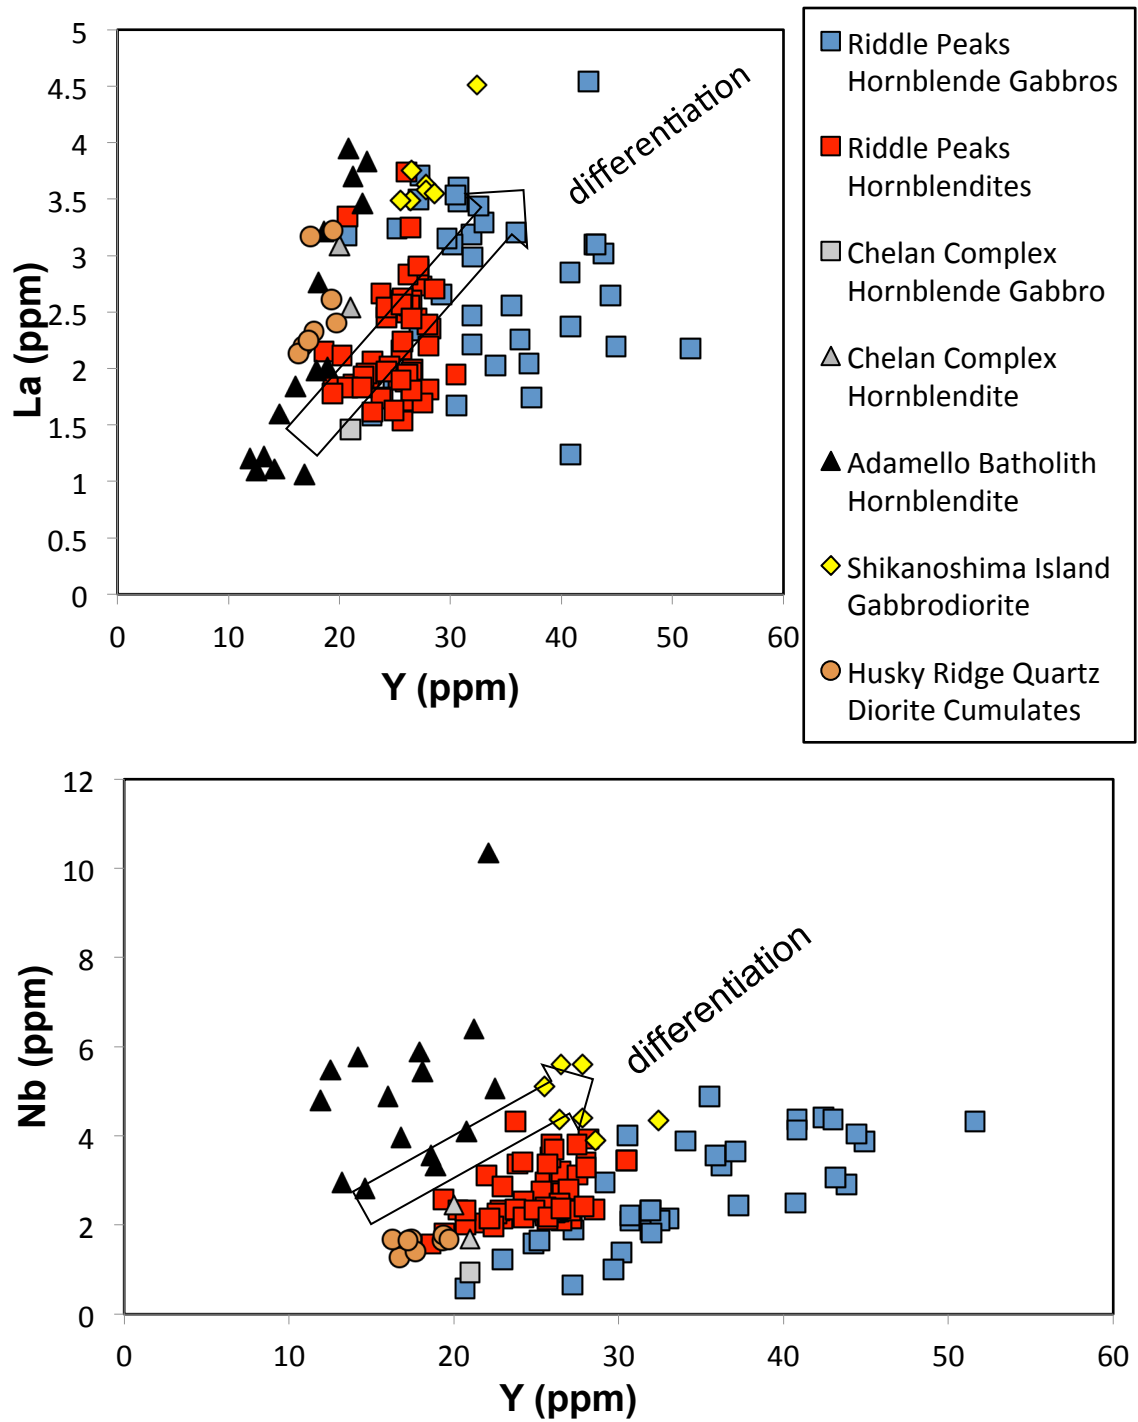 5
4.5
4
3.5
3
2.5
2
1.5
1
0.5
0
La (ppm)
0 10 20 30 40 50 60
Y (ppm)
differentiation
Riddle Peaks
Hornblende Gabbros
Riddle Peaks
Hornblendites
Chelan Complex
Hornblende Gabbro
Chelan Complex
Hornblendite
Adamello Batholith
Hornblendite
Shikanoshima Island
Gabbrodiorite
Husky Ridge Quartz
Diorite Cumulates
12
10
8
6
4
2
0
Nb (ppm)
differentiation
0 10 20 30 40 50 60
Y (ppm)